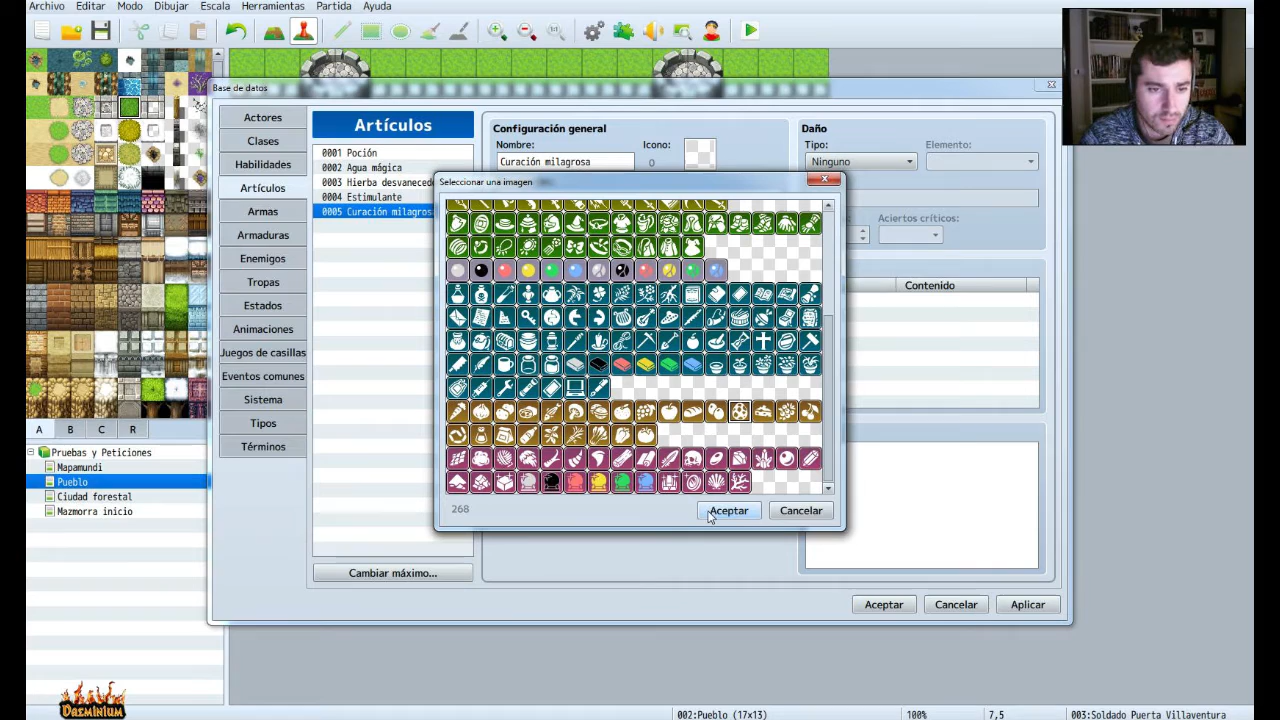 Archivo Editar Modo Dibujar Escala Herramientas Partida Ayuda
Base de datos
Actores
Clases
Habilidades
Artículos
Armas
Armaduras
Enemigos
Tropas
Estados
Animaciones
Juegos de casillas
Eventos comunes
Sistema
Tipos
Términos
Artículos
0001 Poción
0002 Agua mágica
0003 Hierba desvanecedo
0004 Estimulante
0005 Curación milagrosa
Cambiar máximo...
Configuración general
Nombre: Icono:
Curación milagrosa 0
Daño
Tipo: Elemento:
Ninguno
Aciertos críticos:
Contenido
Seleccionar una imagen
268
Aceptar Cancelar
Aceptar Cancelar Aplicar
A B C R
Pruebas y Peticiones
Mapamundi
Pueblo
Ciudad forestal
Mazmorra inicio
DAEMINIUM
002:Pueblo (17x13) 100% 7,5 003:Soldado Puerta Villaventura